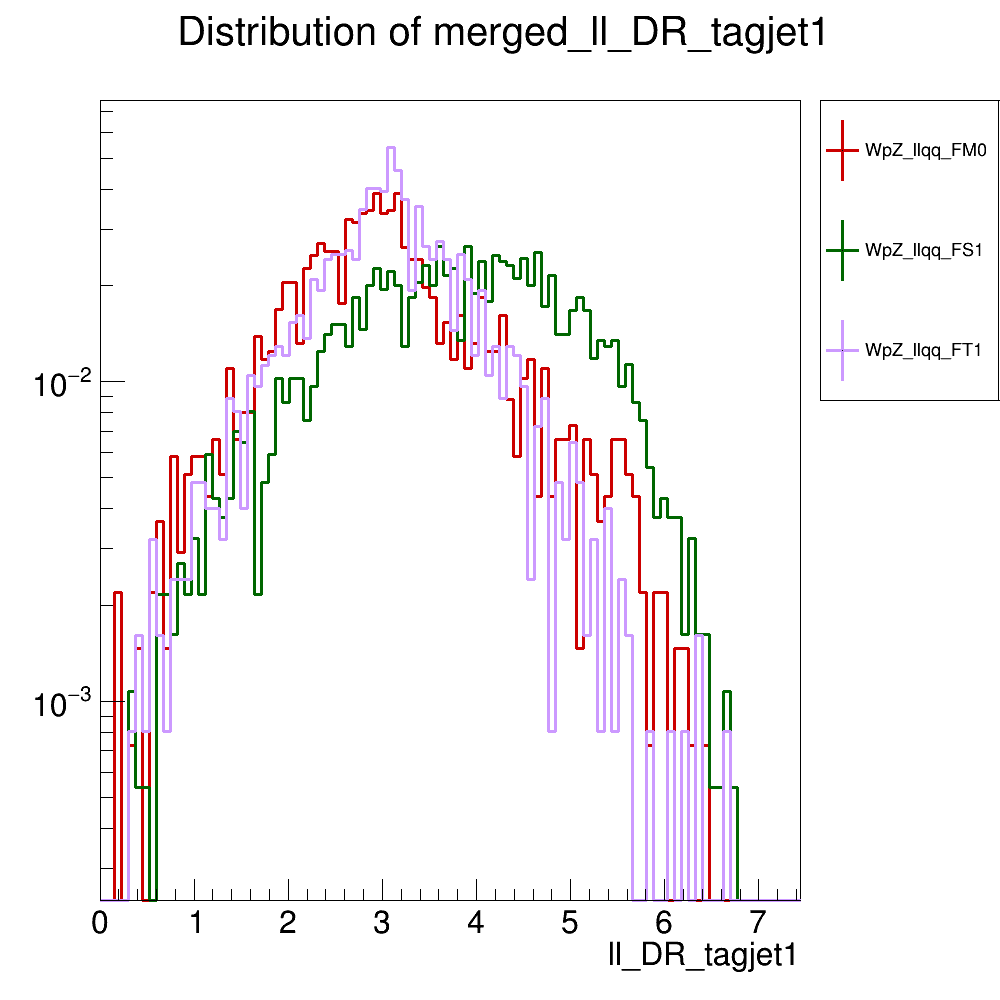 Distribution of merged_ll_DR_tagjet1
WpZ_llqq_FM0
WpZ_llqq_FS1
WpZ_llqq_FT1
10−2
10−3
0 1 2 3 4 5 6 7
ll_DR_tagjet1